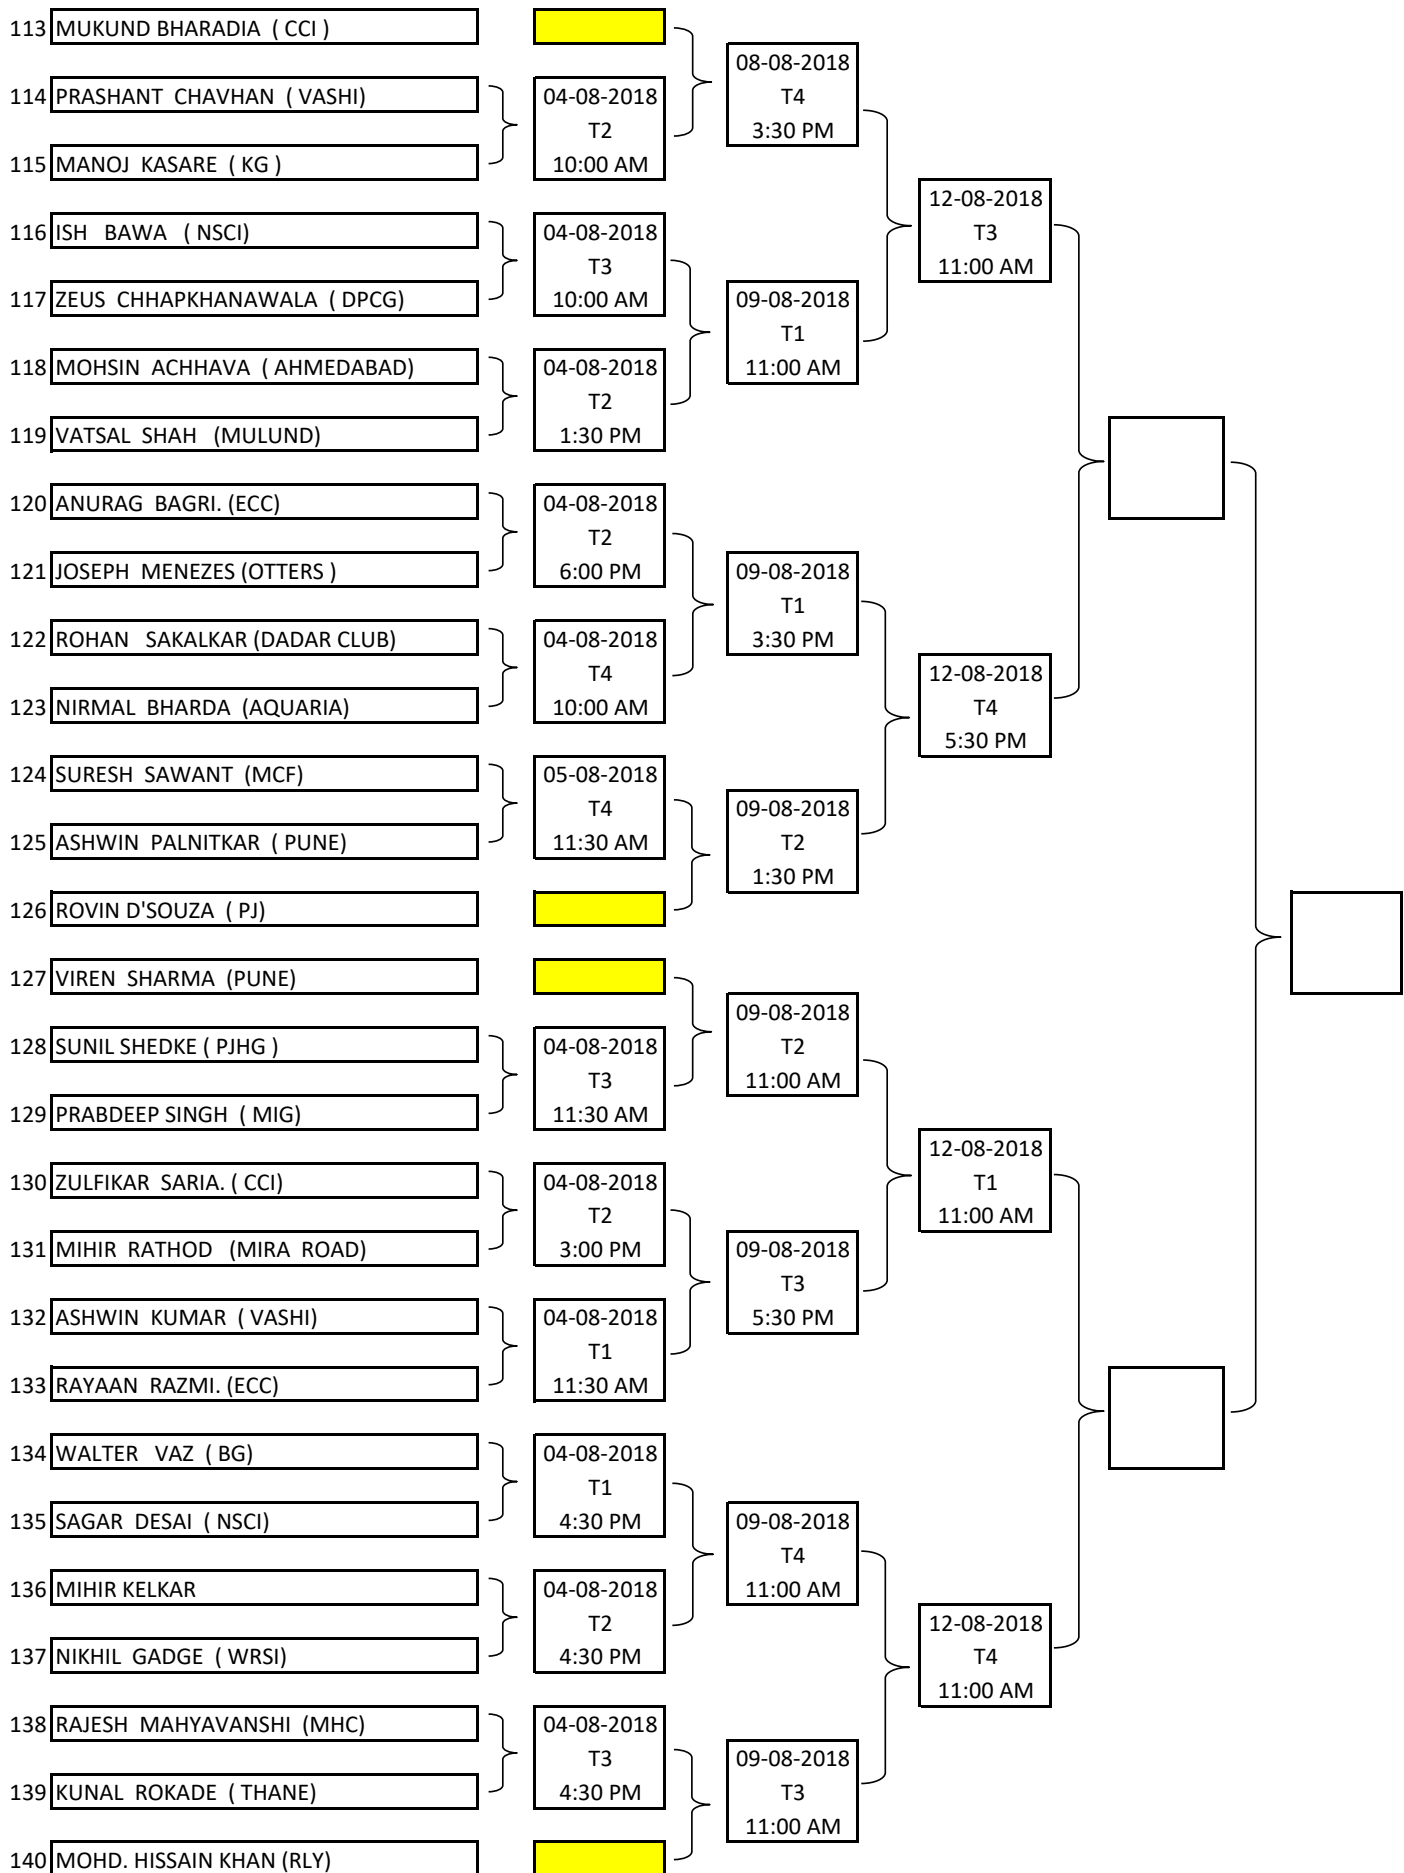 113 MUKUND BHARADIA ( CCI )
08-08-2018
T4
3:30 PM
114 PRASHANT CHAVHAN ( VASHI)
04-08-2018
T2
10:00 AM
115 MANOJ KASARE ( KG )
12-08-2018
T3
11:00 AM
116 ISH BAWA ( NSCI)
04-08-2018
T3
10:00 AM
117 ZEUS CHHAPKHANAWALA ( DPCG)
09-08-2018
T1
11:00 AM
118 MOHSIN ACHHAVA ( AHMEDABAD)
04-08-2018
T2
1:30 PM
119 VATSAL SHAH (MULUND)
120 ANURAG BAGRI. (ECC)
04-08-2018
T2
6:00 PM
121 JOSEPH MENEZES (OTTERS )
09-08-2018
T1
3:30 PM
122 ROHAN SAKALKAR (DADAR CLUB)
04-08-2018
T4
10:00 AM
123 NIRMAL BHARDA (AQUARIA)
12-08-2018
T4
5:30 PM
124 SURESH SAWANT (MCF)
05-08-2018
T4
11:30 AM
125 ASHWIN PALNITKAR ( PUNE)
09-08-2018
T2
1:30 PM
126 ROVIN D'SOUZA ( PJ)
127 VIREN SHARMA (PUNE)
09-08-2018
T2
11:00 AM
128 SUNIL SHEDKE ( PJHG )
04-08-2018
T3
11:30 AM
129 PRABDEEP SINGH ( MIG)
12-08-2018
T1
11:00 AM
130 ZULFIKAR SARIA. ( CCI)
04-08-2018
T2
3:00 PM
131 MIHIR RATHOD (MIRA ROAD)
09-08-2018
T3
5:30 PM
132 ASHWIN KUMAR ( VASHI)
04-08-2018
T1
11:30 AM
133 RAYAAN RAZMI. (ECC)
134 WALTER VAZ ( BG)
04-08-2018
T1
4:30 PM
135 SAGAR DESAI ( NSCI)
09-08-2018
T4
11:00 AM
136 MIHIR KELKAR
04-08-2018
T2
4:30 PM
137 NIKHIL GADGE ( WRSI)
12-08-2018
T4
11:00 AM
138 RAJESH MAHYAVANSHI (MHC)
04-08-2018
T3
4:30 PM
139 KUNAL ROKADE ( THANE)
09-08-2018
T3
11:00 AM
140 MOHD. HISSAIN KHAN (RLY)